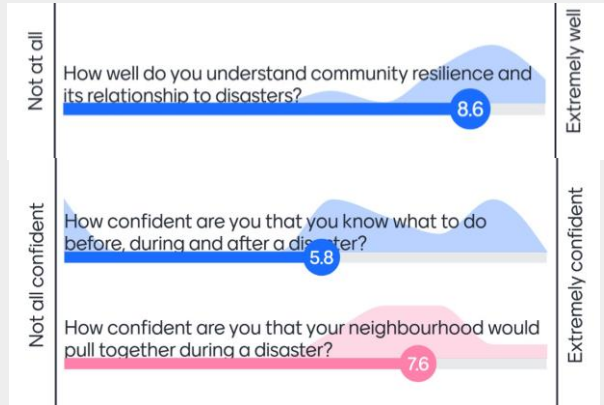 Not at all
How well do you understand community resilience and
its relationship to disasters?
8.6
Extremely well
Not all confident
How confident are you that you know what to do
before, during and after a disaster?
5.8
How confident are you that your neighbourhood would
pull together during a disaster?
7.6
Extremely confident